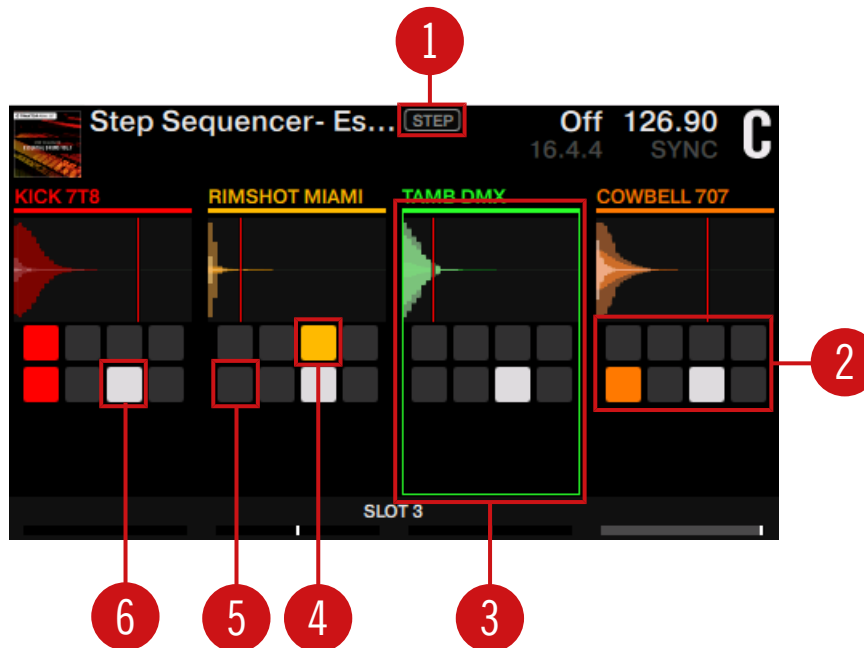 1
Step Sequencer- Es... STEP Off 126.90 C
16.4.4 SYNC
KICK 7T8 RIMSHOT MIAMI TAMB DMX COWBELL 707
2
SLOT 3
6 5 4 3